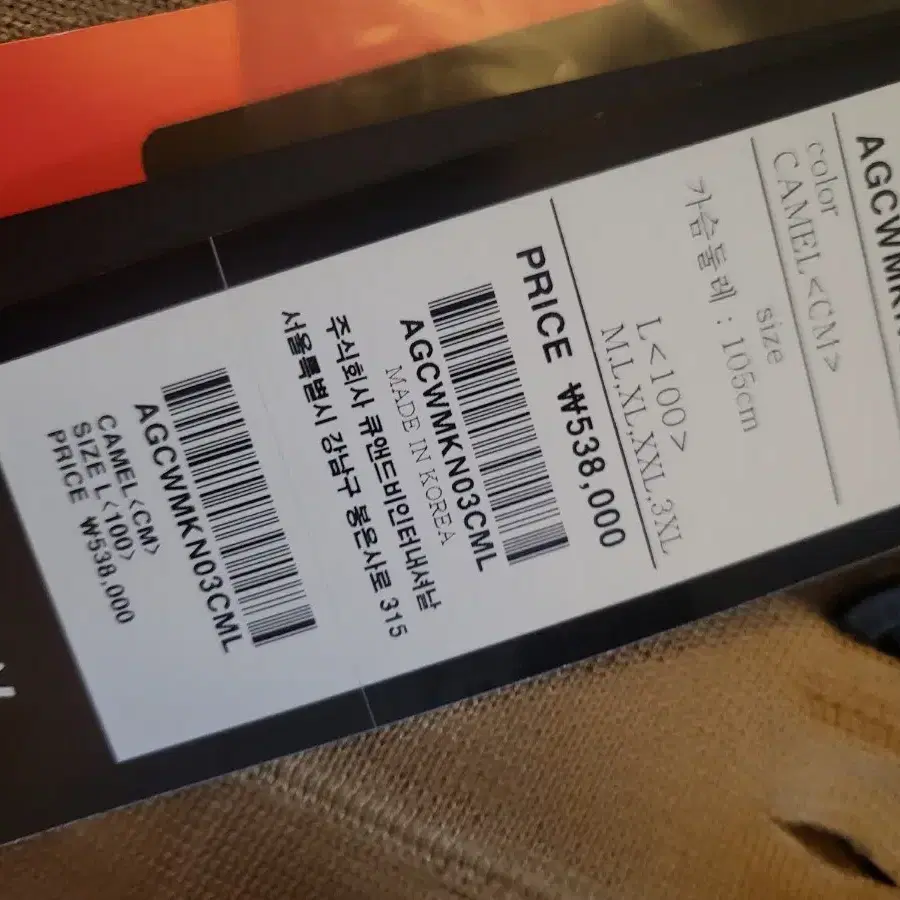 color
CAMEL<CM>
size
가슴둘레 : 105cm
L<100>
M.L.XL.XXL.3XL
PRICE ₩538,000
AGCWMKN03CML
MADE IN KOREA
주식회사 큐앤드비인터내셔날
서울특별시 강남구 봉은사로 315
AGCWMKN03CML
CAMEL<CM>
SIZE L<100>
PRICE ₩538,000